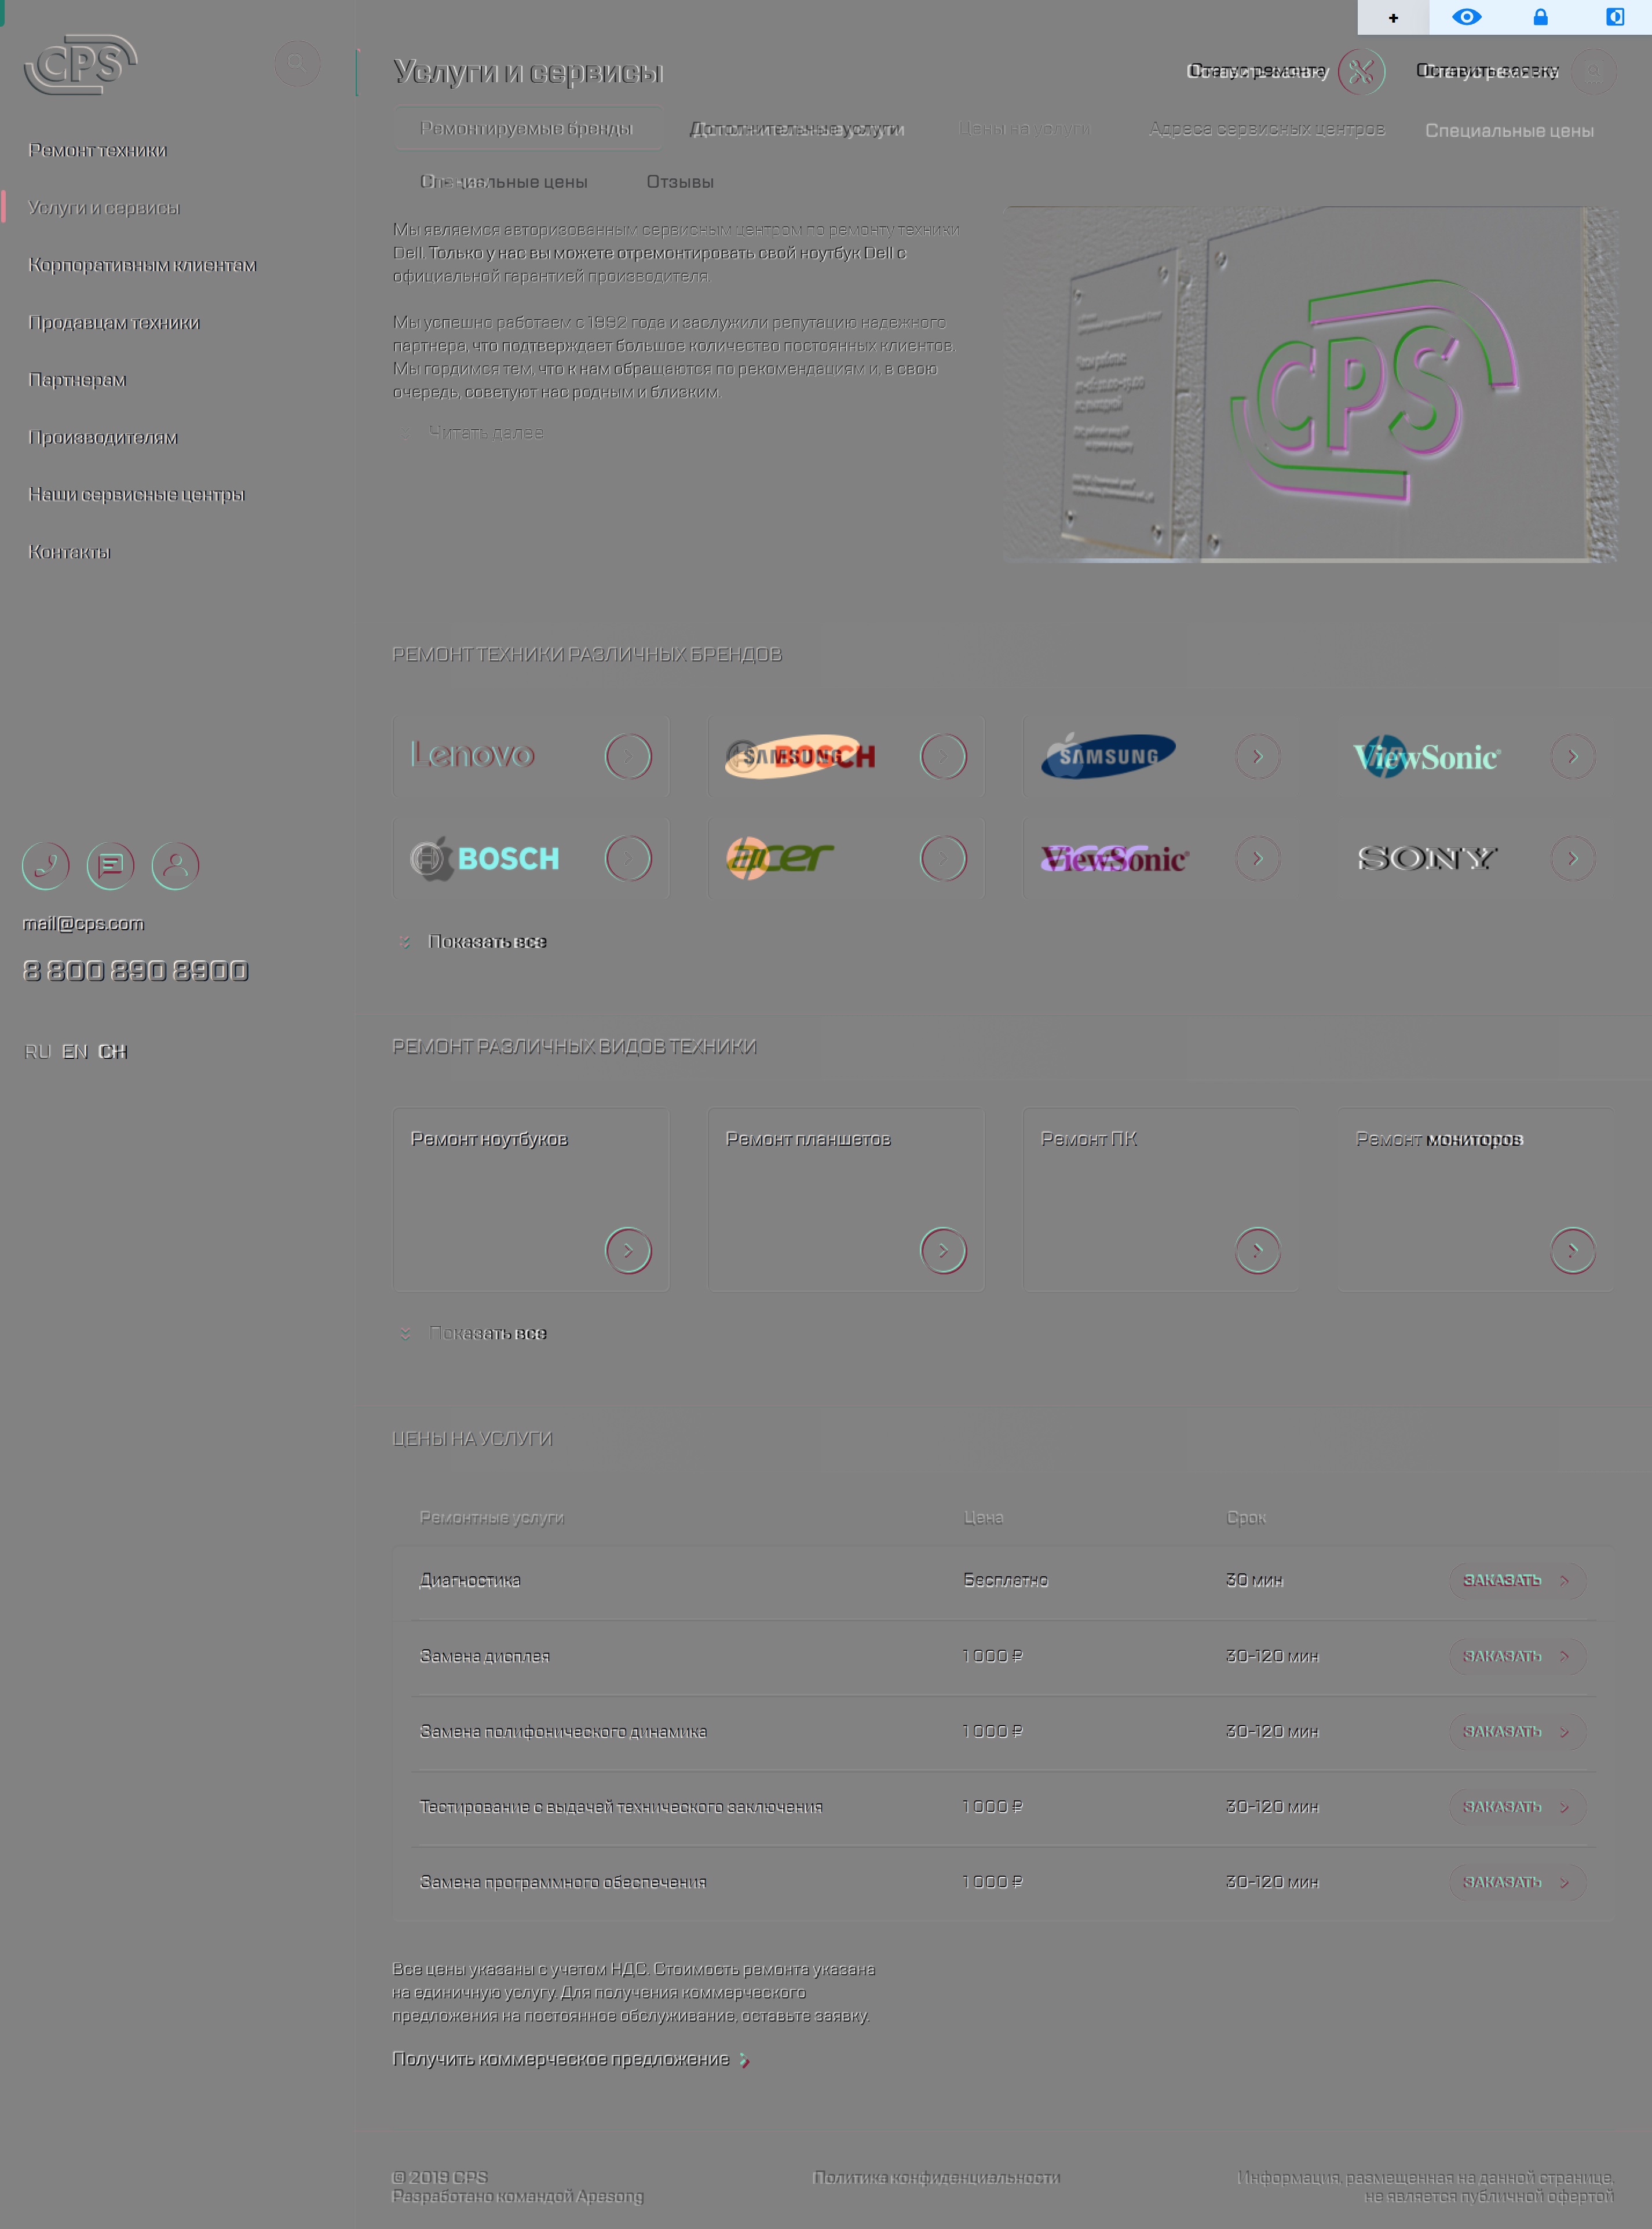 CPS
Ремонт техники
Услуги и сервисы
Корпоративным клиентам
Продавцам техники
Партнерам
Производителям
Наши сервисные центры
Контакты
mail@cps.com
8 800 890 8900
RU EN CH
Услуги и сервисы
Статус ремонта
Оставить заявку
Ремонтируемые бренды
Дополнительные услуги
Цены на услуги
Адреса сервисных центров
Специальные цены
Специальные цены
Отзывы
Мы являемся авторизованным сервисным центром по ремонту техники
Dell. Только у нас вы можете отремонтировать свой ноутбук Dell с
официальной гарантией производителя.
Мы успешно работаем с 1992 года и заслужили репутацию надежного
партнера, что подтверждает большое количество постоянных клиентов.
Мы гордимся тем, что к нам обращаются по рекомендациям и, в свою
очередь, советуют нас родным и близким.
Читать далее
CPS
РЕМОНТ ТЕХНИКИ РАЗЛИЧНЫХ БРЕНДОВ
Lenovo
SAMSUNG BOSCH
SAMSUNG
hp ViewSonic
BOSCH
hp acer
ViewSonic acer
SONY
Показать все
РЕМОНТ РАЗЛИЧНЫХ ВИДОВ ТЕХНИКИ
Ремонт ноутбуков
Ремонт планшетов
Ремонт ПК
Ремонт мониторов
Показать все
ЦЕНЫ НА УСЛУГИ
Ремонтные услуги Цена Срок
Диагностика Бесплатно 30 мин ЗАКАЗАТЬ
Замена дисплея 1 000 ₽ 30-120 мин ЗАКАЗАТЬ
Замена полифонического динамика 1 000 ₽ 30-120 мин ЗАКАЗАТЬ
Тестирование с выдачей технического заключения 1 000 ₽ 30-120 мин ЗАКАЗАТЬ
Замена программного обеспечения 1 000 ₽ 30-120 мин ЗАКАЗАТЬ
Все цены указаны с учетом НДС. Стоимость ремонта указана
на единичную услугу. Для получения коммерческого
предложения на постоянное обслуживание, оставьте заявку.
Получить коммерческое предложение
© 2019 CPS
Разработано командой Apesong
Политика конфиденциальности
Информация, размещенная на данной странице,
не является публичной офертой